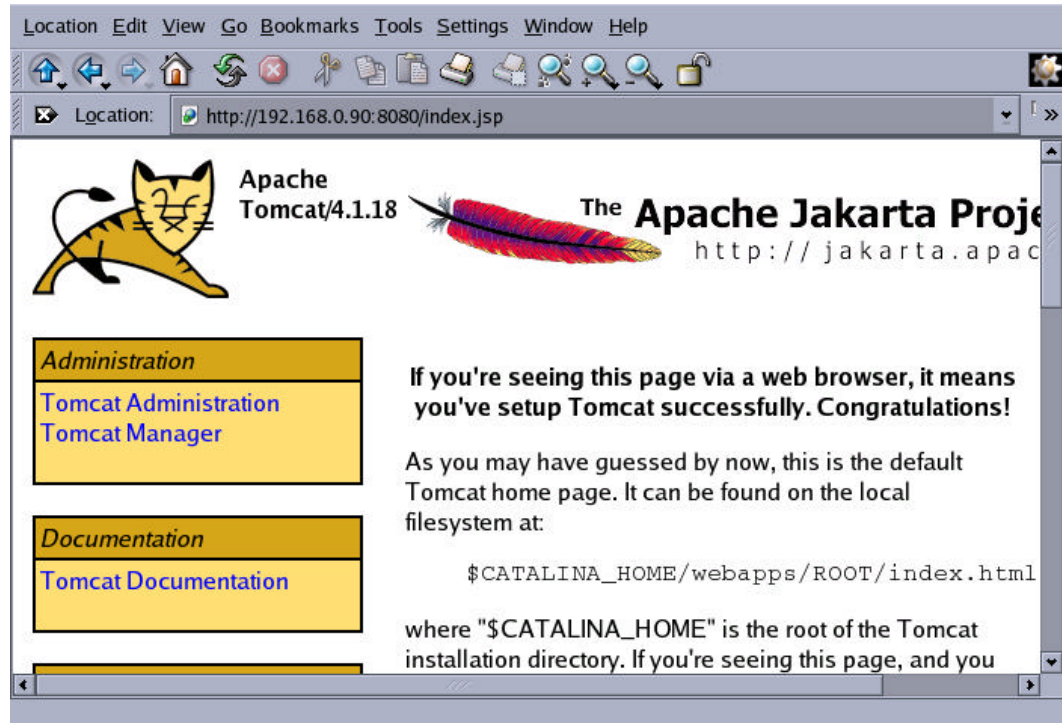 Location Edit View Go Bookmarks Tools Settings Window Help
Location: http://192.168.0.90:8080/index.jsp
Apache
Tomcat/4.1.18
The Apache Jakarta Proje
http://jakarta.apac
Administration
Tomcat Administration
Tomcat Manager
Documentation
Tomcat Documentation
If you're seeing this page via a web browser, it means
you've setup Tomcat successfully. Congratulations!
As you may have guessed by now, this is the default
Tomcat home page. It can be found on the local
filesystem at:
$CATALINA_HOME/webapps/ROOT/index.html
where "$CATALINA_HOME" is the root of the Tomcat
installation directory. If you're seeing this page, and you